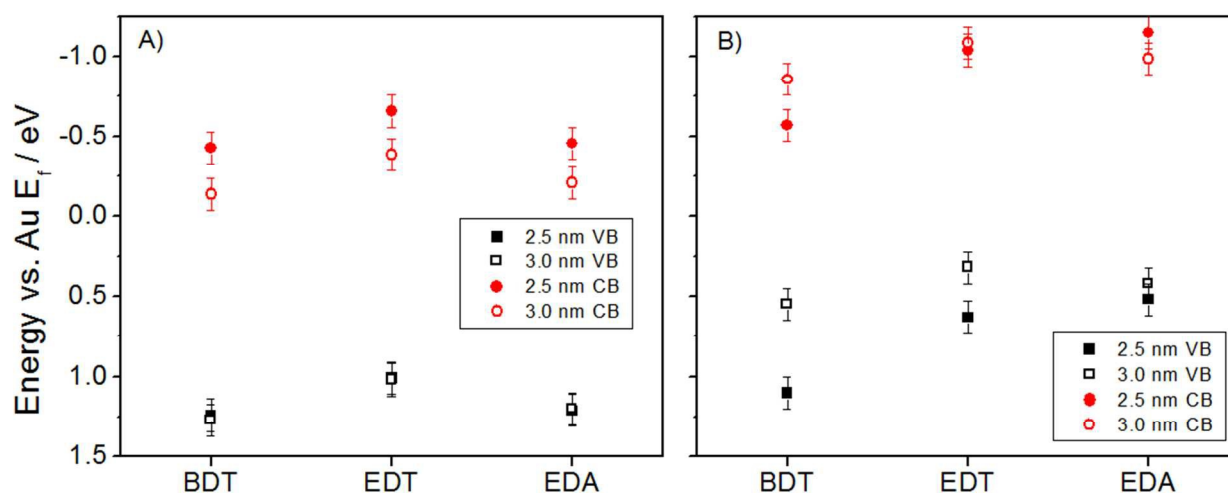 A)
B)
Energy vs. Au E_f / eV
-1.0
-0.5
0.0
0.5
1.0
1.5
2.5 nm VB
3.0 nm VB
2.5 nm CB
3.0 nm CB
2.5 nm VB
3.0 nm VB
2.5 nm CB
3.0 nm CB
BDT EDT EDA
BDT EDT EDA